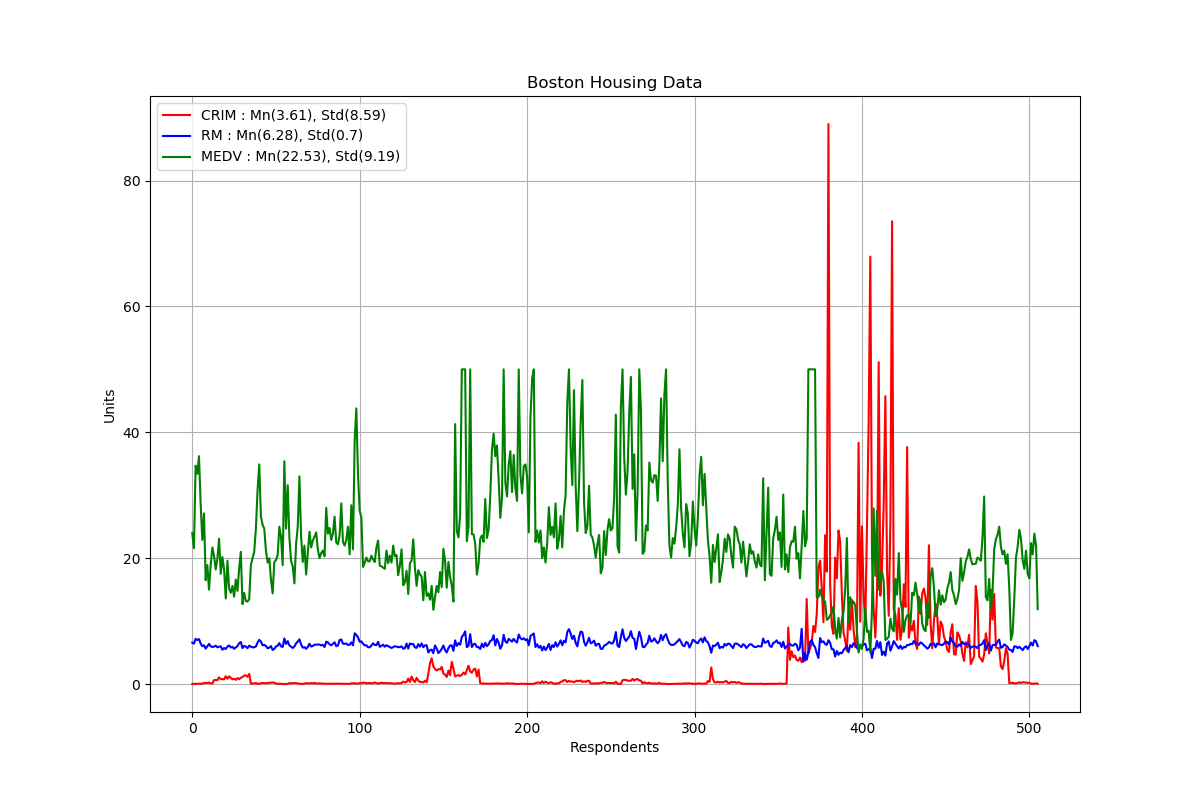 Boston Housing Data
CRIM : Mn(3.61), Std(8.59)
RM : Mn(6.28), Std(0.7)
MEDV : Mn(22.53), Std(9.19)
80
60
40
20
0
Units
0 100 200 300 400 500
Respondents